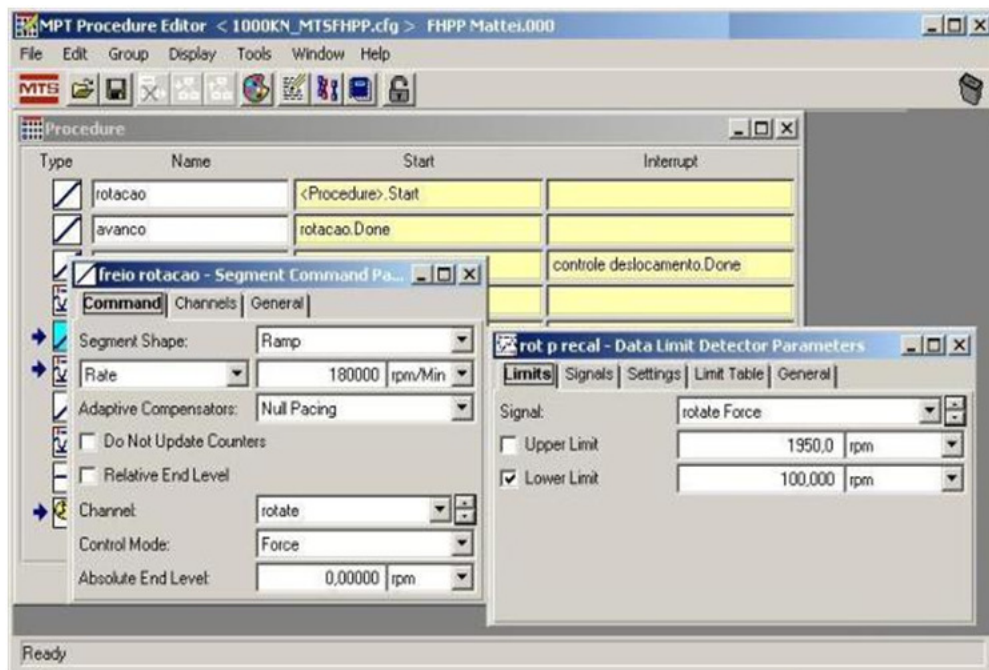 MPT Procedure Editor < 1000KN_MTSFHPP.cfg > FHPP Mattei.000
File Edit Group Display Tools Window Help
MTS
Procedure
Type Name Start Interrupt
rotacao <Procedure>.Start
avanco rotacao.Done
controle deslocamento.Done
freio rotacao - Segment Command Pa...
Command Channels General
Segment Shape: Ramp
Rate 180000 rpm/Min
Adaptive Compensators: Null Pacing
Do Not Update Counters
Relative End Level
Channel: rotate
Control Mode: Force
Absolute End Level: 0,00000 rpm
rot p recal - Data Limit Detector Parameters
Limits Signals Settings Limit Table General
Signal: rotate Force
Upper Limit 1950,0 rpm
Lower Limit 100,000 rpm
Ready